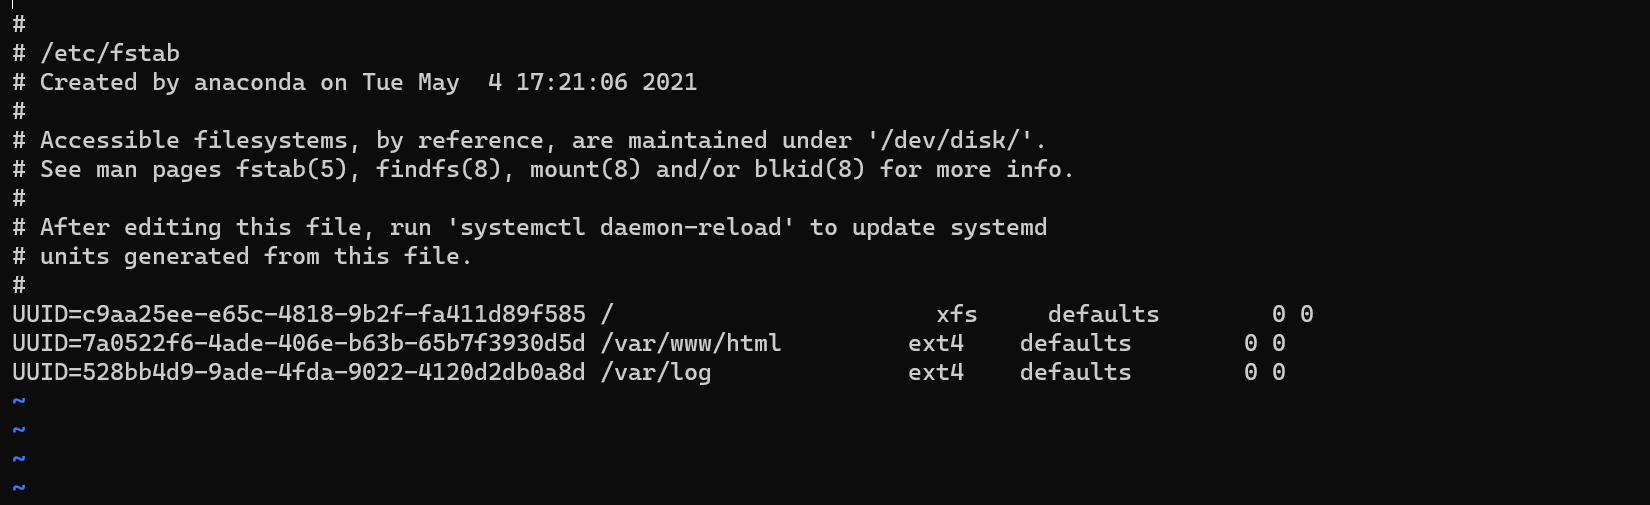 #
# /etc/fstab
# Created by anaconda on Tue May  4 17:21:06 2021
#
# Accessible filesystems, by reference, are maintained under '/dev/disk/'.
# See man pages fstab(5), findfs(8), mount(8) and/or blkid(8) for more info.
#
# After editing this file, run 'systemctl daemon-reload' to update systemd
# units generated from this file.
#
UUID=c9aa25ee-e65c-4818-9b2f-fa411d89f585 /                       xfs     defaults        0 0
UUID=7a0522f6-4ade-406e-b63b-65b7f3930d5d /var/www/html         ext4    defaults        0 0
UUID=528bb4d9-9ade-4fda-9022-4120d2db0a8d /var/log              ext4    defaults        0 0
~
~
~
~